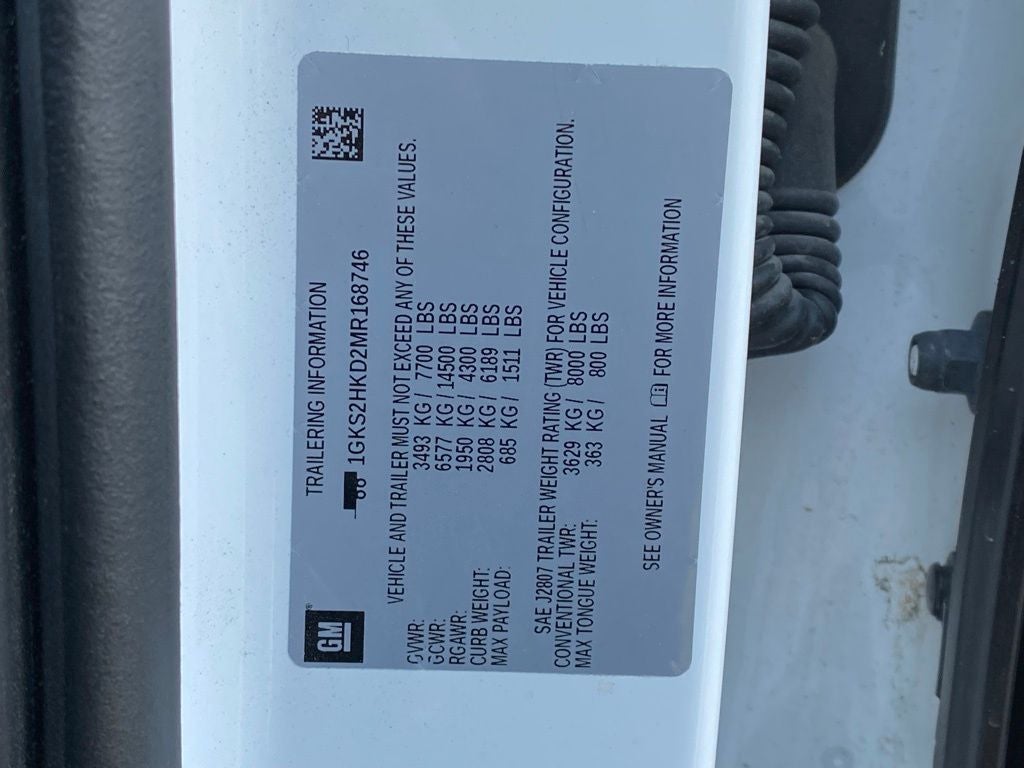 GM®
TRAILERING INFORMATION
1GKS2HKD2MR168746
VEHICLE AND TRAILER MUST NOT EXCEED ANY OF THESE VALUES.
GVWR: 3493 KG / 7700 LBS
GCWR: 6577 KG / 14500 LBS
RGAWR: 1950 KG / 4300 LBS
CURB WEIGHT: 2808 KG / 6189 LBS
MAX PAYLOAD: 685 KG / 1511 LBS
SAE J2807 TRAILER WEIGHT RATING (TWR) FOR VEHICLE CONFIGURATION.
CONVENTIONAL TWR: 3629 KG / 8000 LBS
MAX TONGUE WEIGHT: 363 KG / 800 LBS
SEE OWNER'S MANUAL FOR MORE INFORMATION